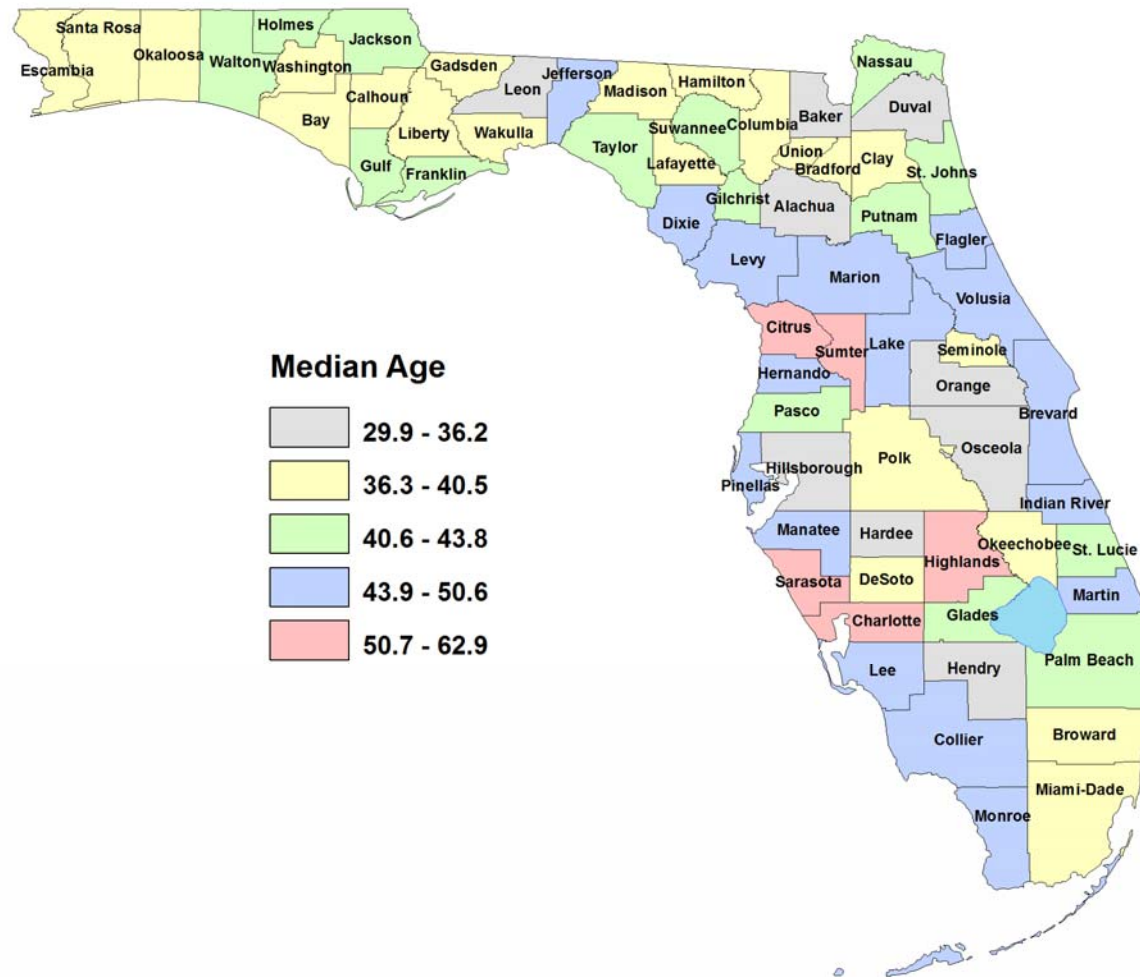 Santa Rosa
Holmes
Jackson
Okaloosa
Walton
Washington
Escambia
Gadsden
Leon
Jefferson
Madison
Hamilton
Nassau
Calhoun
Bay
Liberty
Wakulla
Gulf
Franklin
Taylor
Suwannee
Columbia
Baker
Duval
Lafayette
Union
Bradford
Clay
St. Johns
Gilchrist
Alachua
Putnam
Dixie
Flagler
Levy
Marion
Volusia
Citrus
Sumter
Lake
Seminole
Hernando
Orange
Pasco
Brevard
Osceola
Polk
Hillsborough
Pinellas
Indian River
Manatee
Hardee
Okeechobee
St. Lucie
Highlands
Sarasota
DeSoto
Martin
Charlotte
Glades
Lee
Hendry
Palm Beach
Collier
Broward
Miami-Dade
Monroe
Median Age
29.9 - 36.2
36.3 - 40.5
40.6 - 43.8
43.9 - 50.6
50.7 - 62.9